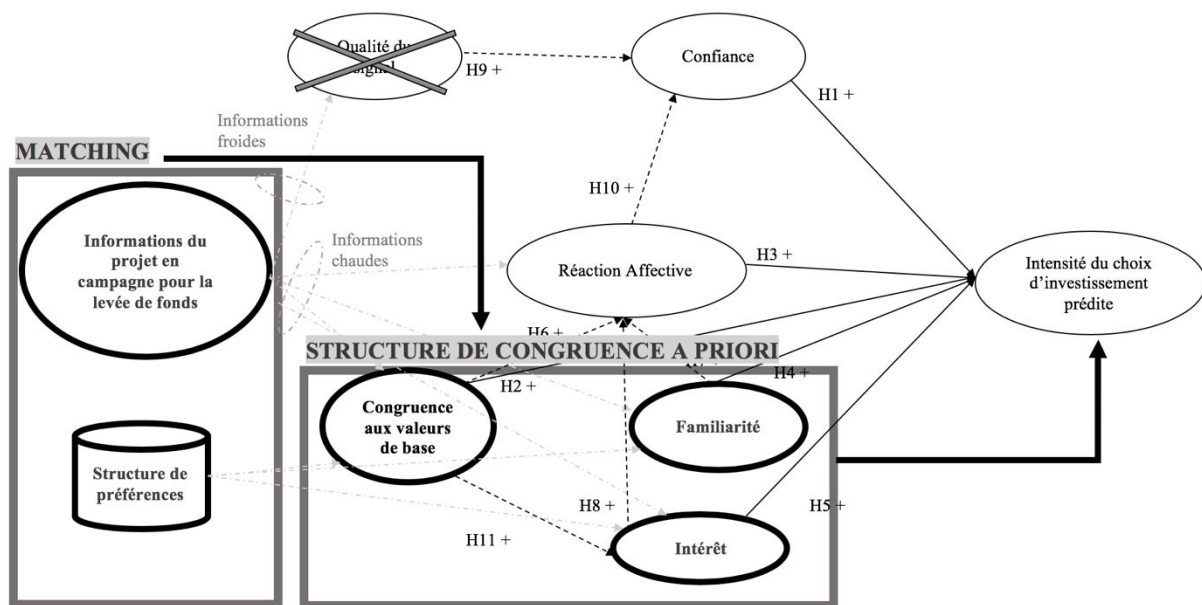 Qualité du
H9 +
Confiance
H1 +
Informations
froides
MATCHING
H10 +
Informations du
projet en
campagne pour la
levée de fonds
Informations
chaudes
Réaction Affective
H3 +
Intensité du choix
d'investissement
prédite
H6 +
STRUCTURE DE CONGRUENCE A PRIORI
H2 +
H4 +
Congruence
aux valeurs
de base
Familiarité
Structure de
préférences
H8 +
H5 +
H11 +
Intérêt